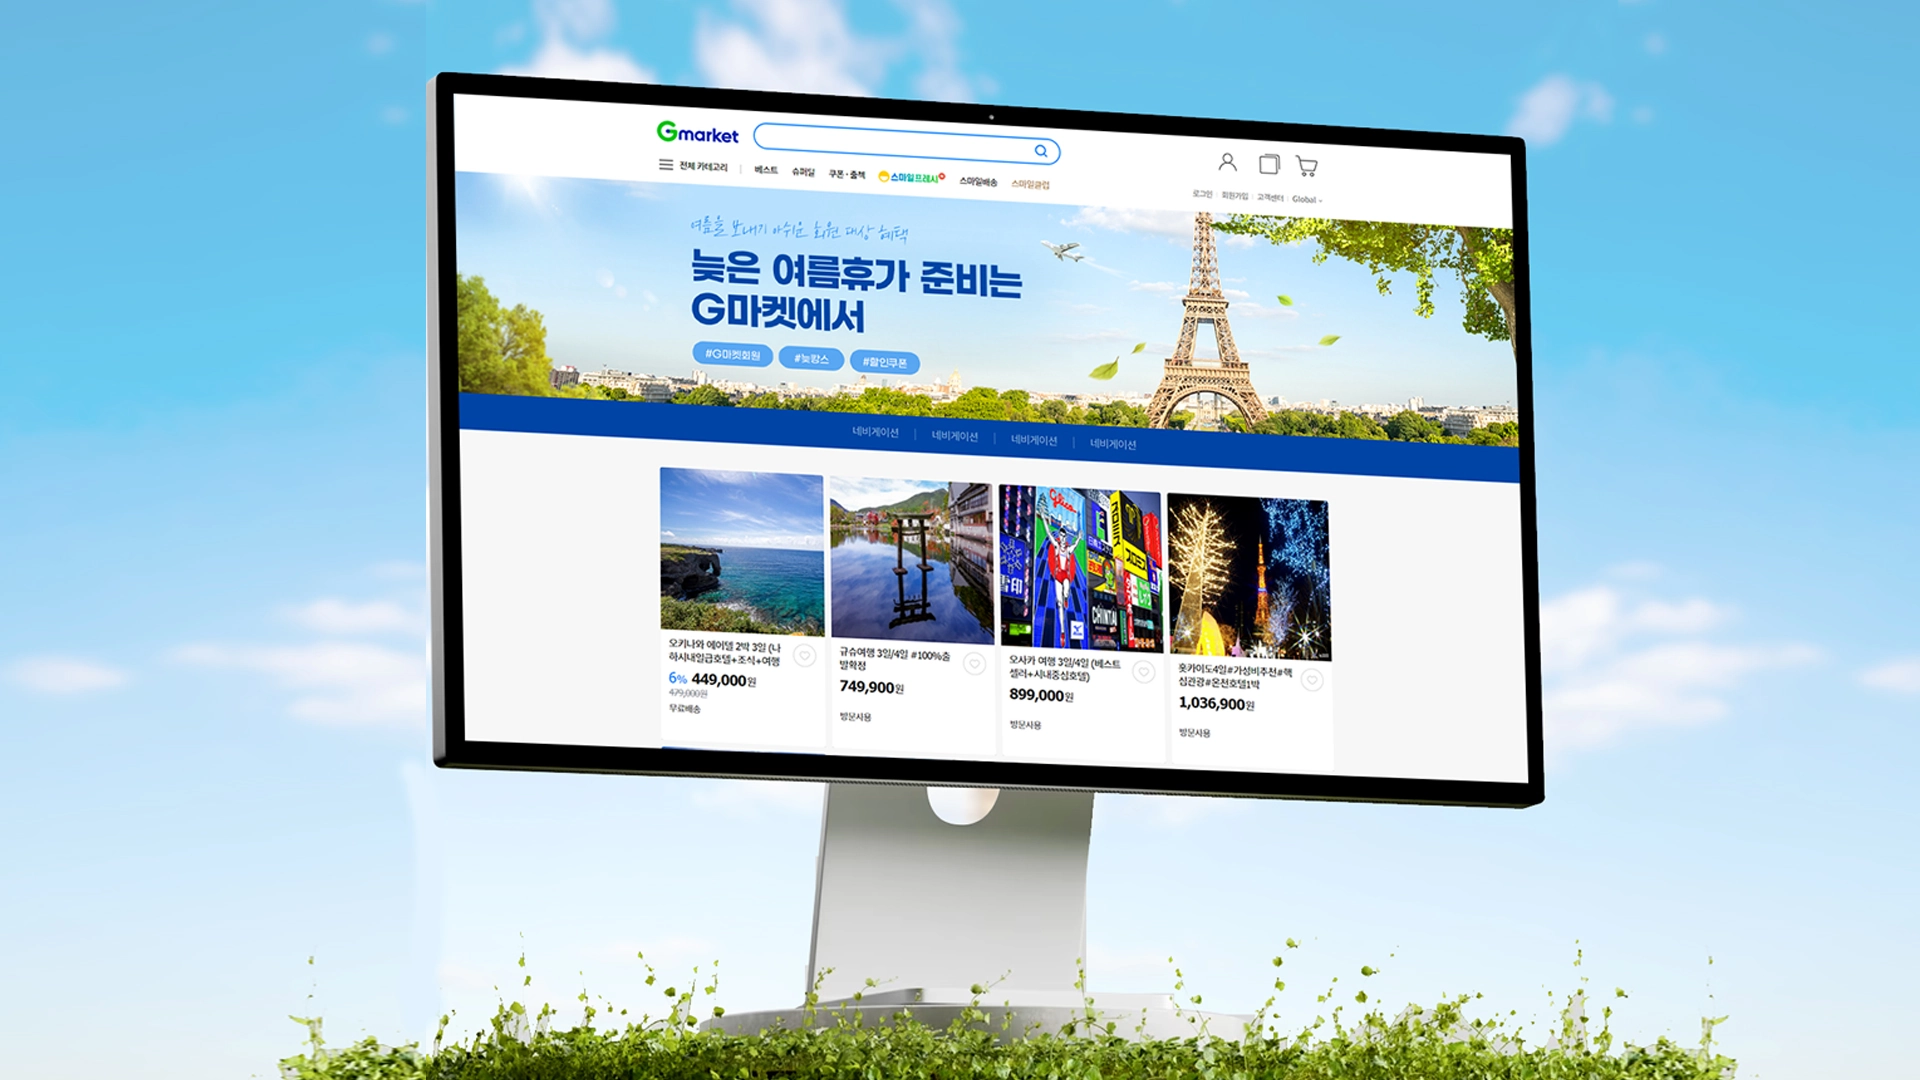 Gmarket
전체 카테고리 | 베스트 슈퍼딜 쿠폰·출첵 스마일프레시 스마일배송 스마일클럽
로그인 회원가입 고객센터 Global
여름을 보내기 아쉬운 회원 대상 혜택
늦은 여름휴가 준비는
G마켓에서
#G마켓회원 #늦캉스 #할인쿠폰
네비게이션 | 네비게이션 | 네비게이션 | 네비게이션
Glico
雪印
CHINTAI
오키나와 에어텔 2박 3일 (나
하시내일급호텔+조식+여행
6% 449,000원
479,000원
무료배송
규슈여행 3일/4일 #100%출
발확정
749,900원
방문사용
오사카 여행 3일/4일 (베스트
셀러+시내중심호텔)
899,000원
방문사용
홋카이도4일#가성비추천#핵
심관광#온천호텔1박
1,036,900원
방문사용